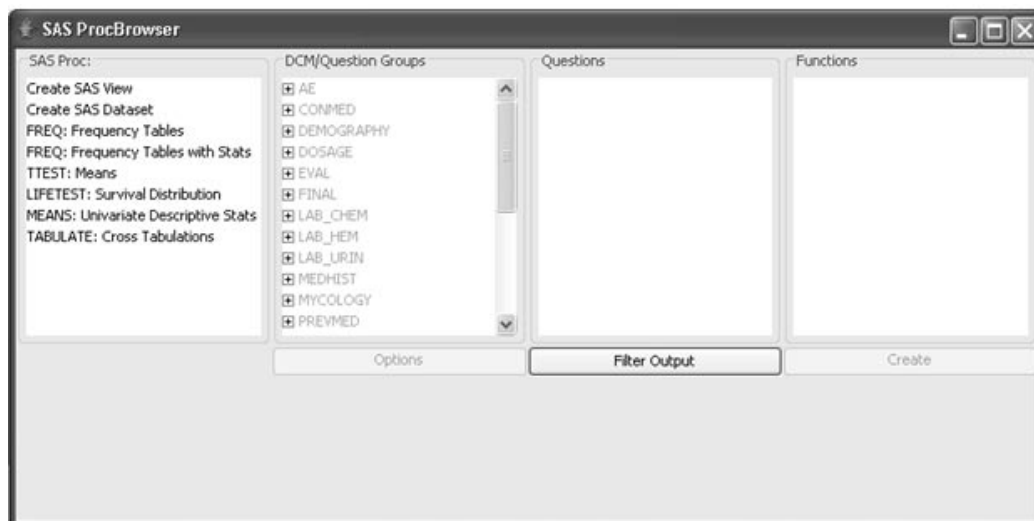 SAS ProcBrowser
SAS Proc:
Create SAS View
Create SAS Dataset
FREQ: Frequency Tables
FREQ: Frequency Tables with Stats
TTEST: Means
LIFETEST: Survival Distribution
MEANS: Univariate Descriptive Stats
TABULATE: Cross Tabulations
DCM/Question Groups
AE
CONMED
DEMOGRAPHY
DOSAGE
EVAL
FINAL
LAB_CHEM
LAB_HEM
LAB_URIN
MEDHIST
MYCOLOGY
PREVMED
Questions
Functions
Options
Filter Output
Create